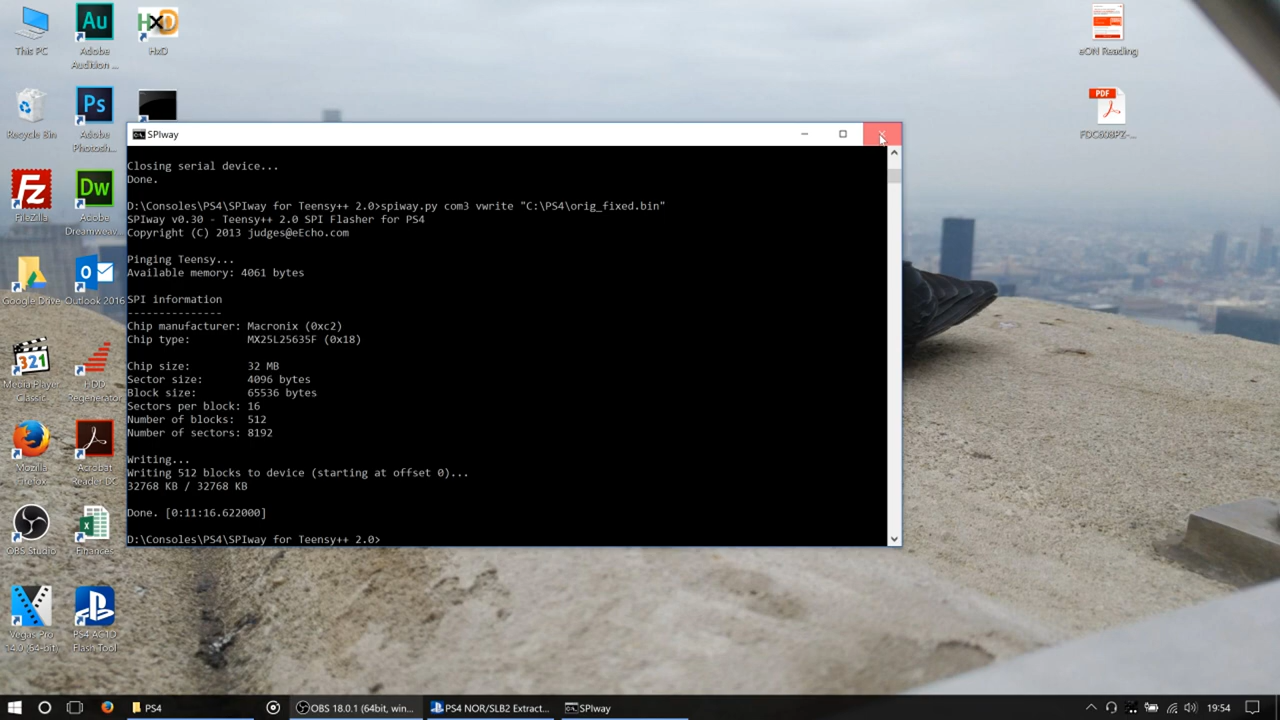 This PC
Adobe
Audition ...
HxD
eON Reading
Recycle Bin
Adobe
Photosh...
PDF
FDC608PZ-...
SPIway
Closing serial device...
Done.
D:\Consoles\PS4\SPIway for Teensy++ 2.0>spiway.py com3 vwrite "C:\PS4\orig_fixed.bin"
SPIway v0.30 - Teensy++ 2.0 SPI Flasher for PS4
Copyright (C) 2013 judges@eEcho.com
Pinging Teensy...
Available memory: 4061 bytes
SPI information
---------------
Chip manufacturer: Macronix (0xc2)
Chip type: MX25L25635F (0x18)
Chip size: 32 MB
Sector size: 4096 bytes
Block size: 65536 bytes
Sectors per block: 16
Number of blocks: 512
Number of sectors: 8192
Writing...
Writing 512 blocks to device (starting at offset 0)...
32768 KB / 32768 KB
Done. [0:11:16.622000]
D:\Consoles\PS4\SPIway for Teensy++ 2.0>
FileZilla
Adobe
Dreamweav...
Google Drive
Outlook 2016
Media Player
Classic
HDD
Regenerator
Mozilla
Firefox
Acrobat
Reader DC
OBS Studio
Finances
Vegas Pro
14.0 (64-bit)
PS4 AC1D
Flash Tool
PS4
OBS 18.0.1 (64bit, win...
PS4 NOR/SLB2 Extract...
SPIway
19:54